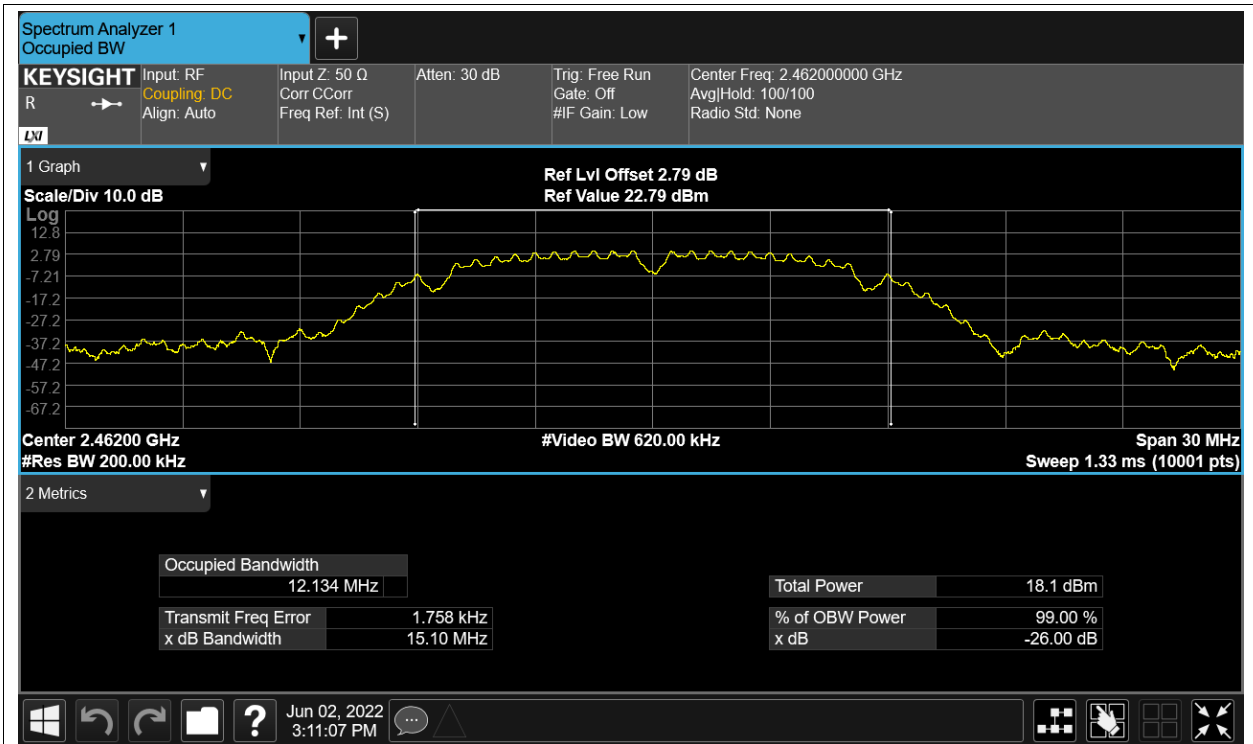 Spectrum Analyzer 1
Occupied BW
KEYSIGHT
R
LXI
Input: RF
Coupling: DC
Align: Auto
Input Z: 50 Ω
Corr CCorr
Freq Ref: Int (S)
Atten: 30 dB
Trig: Free Run
Gate: Off
#IF Gain: Low
Center Freq: 2.462000000 GHz
Avg|Hold: 100/100
Radio Std: None
1 Graph
Scale/Div 10.0 dB
Ref Lvl Offset 2.79 dB
Ref Value 22.79 dBm
Log
12.8
2.79
-7.21
-17.2
-27.2
-37.2
-47.2
-57.2
-67.2
Center 2.46200 GHz
#Video BW 620.00 kHz
Span 30 MHz
#Res BW 200.00 kHz
Sweep 1.33 ms (10001 pts)
2 Metrics
Occupied Bandwidth
12.134 MHz
Transmit Freq Error 1.758 kHz
x dB Bandwidth 15.10 MHz
Total Power 18.1 dBm
% of OBW Power 99.00 %
x dB -26.00 dB
?
Jun 02, 2022
3:11:07 PM